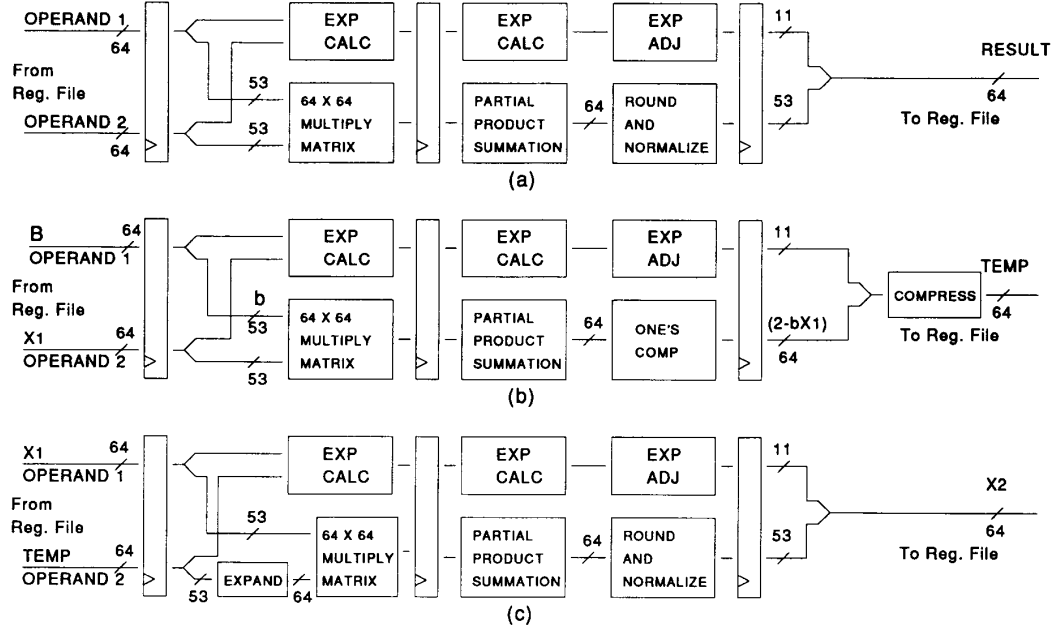 OPERAND 1
64
From
Reg. File
OPERAND 2
64
53
53
EXP
CALC
64 X 64
MULTIPLY
MATRIX
EXP
CALC
PARTIAL
PRODUCT
SUMMATION
64
EXP
ADJ
ROUND
AND
NORMALIZE
11
53
RESULT
64
To Reg. File
(a)
B
64
OPERAND 1
From
Reg. File
X1
64
OPERAND 2
b
53
53
EXP
CALC
64 X 64
MULTIPLY
MATRIX
EXP
CALC
PARTIAL
PRODUCT
SUMMATION
64
EXP
ADJ
ONE'S
COMP
11
(2-bX1)
64
COMPRESS
TEMP
64
To Reg. File
(b)
X1
64
OPERAND 1
From
Reg. File
TEMP
64
OPERAND 2
53
53
EXPAND
64
EXP
CALC
64 X 64
MULTIPLY
MATRIX
EXP
CALC
PARTIAL
PRODUCT
SUMMATION
64
EXP
ADJ
ROUND
AND
NORMALIZE
11
53
X2
64
To Reg. File
(c)